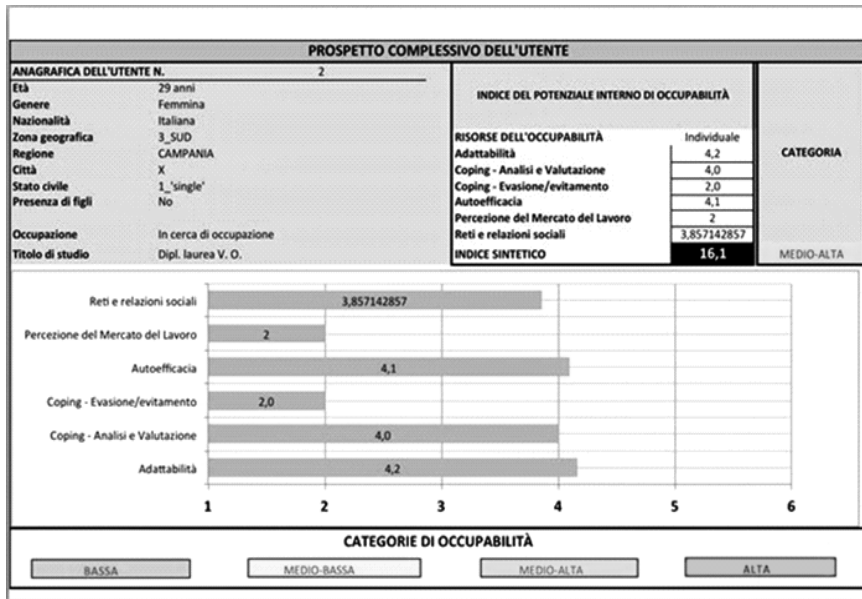 PROSPETTO COMPLESSIVO DELL'UTENTE
ANAGRAFICA DELL'UTENTE N. 2
Età 29 anni
Genere Femmina
Nazionalità Italiana
Zona geografica 3_SUD
Regione CAMPANIA
Città X
Stato civile 1_'single'
Presenza di figli No
Occupazione In cerca di occupazione
Titolo di studio Dipl. laurea V. O.
INDICE DEL POTENZIALE INTERNO DI OCCUPABILITÀ
RISORSE DELL'OCCUPABILITÀ Individuale
Adattabilità 4,2
Coping - Analisi e Valutazione 4,0
Coping - Evasione/evitamento 2,0
Autoefficacia 4,1
Percezione del Mercato del Lavoro 2
Reti e relazioni sociali 3,857142857
INDICE SINTETICO 16,1
CATEGORIA
MEDIO-ALTA
Reti e relazioni sociali 3,857142857
Percezione del Mercato del Lavoro 2
Autoefficacia 4,1
Coping - Evasione/evitamento 2,0
Coping - Analisi e Valutazione 4,0
Adattabilità 4,2
1 2 3 4 5 6
CATEGORIE DI OCCUPABILITÀ
BASSA MEDIO-BASSA MEDIO-ALTA ALTA